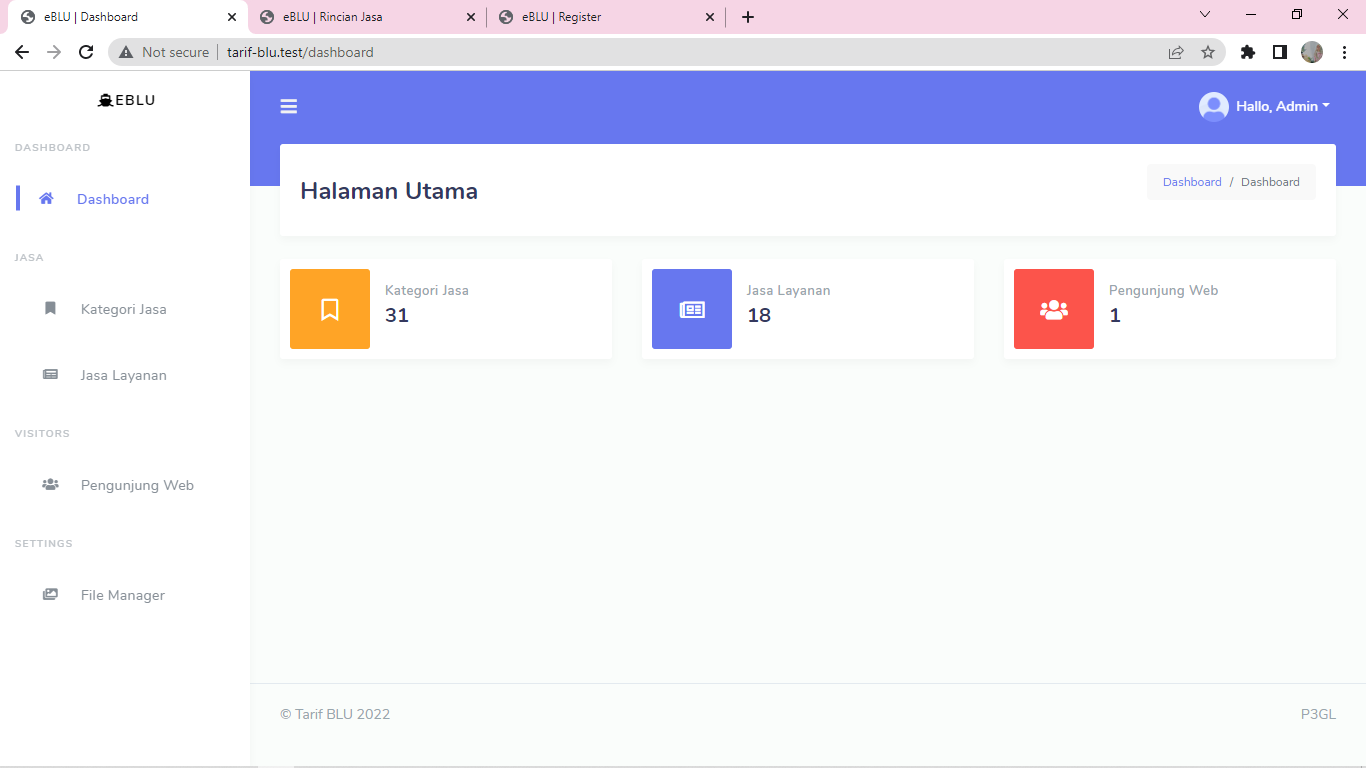 eBLU | Dashboard
eBLU | Rincian Jasa
eBLU | Register
Not secure
tarif-blu.test/dashboard
EBLU
Hallo, Admin
DASHBOARD
Dashboard
JASA
Kategori Jasa
Jasa Layanan
VISITORS
Pengunjung Web
SETTINGS
File Manager
Halaman Utama
Dashboard / Dashboard
Kategori Jasa
31
Jasa Layanan
18
Pengunjung Web
1
© Tarif BLU 2022
P3GL